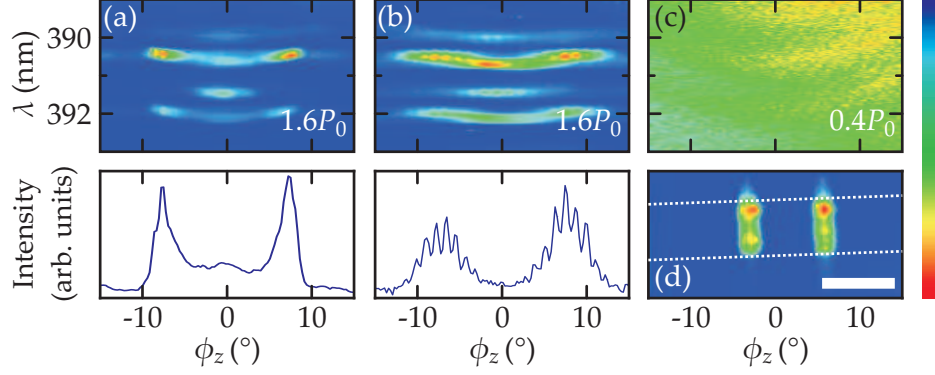 (a) (b) (c)
390
λ (nm)
392
1.6P₀ 1.6P₀ 0.4P₀
Intensity
(arb. units)
(d)
-10 0 10 -10 0 10 -10 0 10
ϕz (°) ϕz (°) ϕz (°)